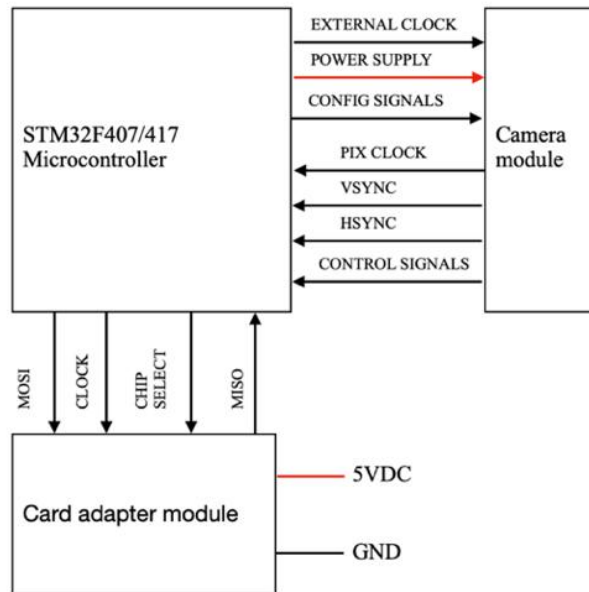 EXTERNAL CLOCK
POWER SUPPLY
CONFIG SIGNALS
STM32F407/417
Microcontroller
Camera
module
PIX CLOCK
VSYNC
HSYNC
CONTROL SIGNALS
MOSI
CLOCK
CHIP
SELECT
MISO
Card adapter module
5VDC
GND